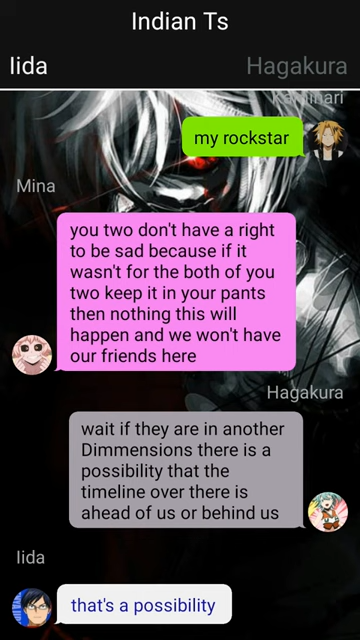 Indian Ts
Iida
Hagakura
Kaminari
my rockstar
Mina
you two don't have a right
to be sad because if it
wasn't for the both of you
two keep it in your pants
then nothing this will
happen and we won't have
our friends here
Hagakura
wait if they are in another
Dimmensions there is a
possibility that the
timeline over there is
ahead of us or behind us
Iida
that's a possibility